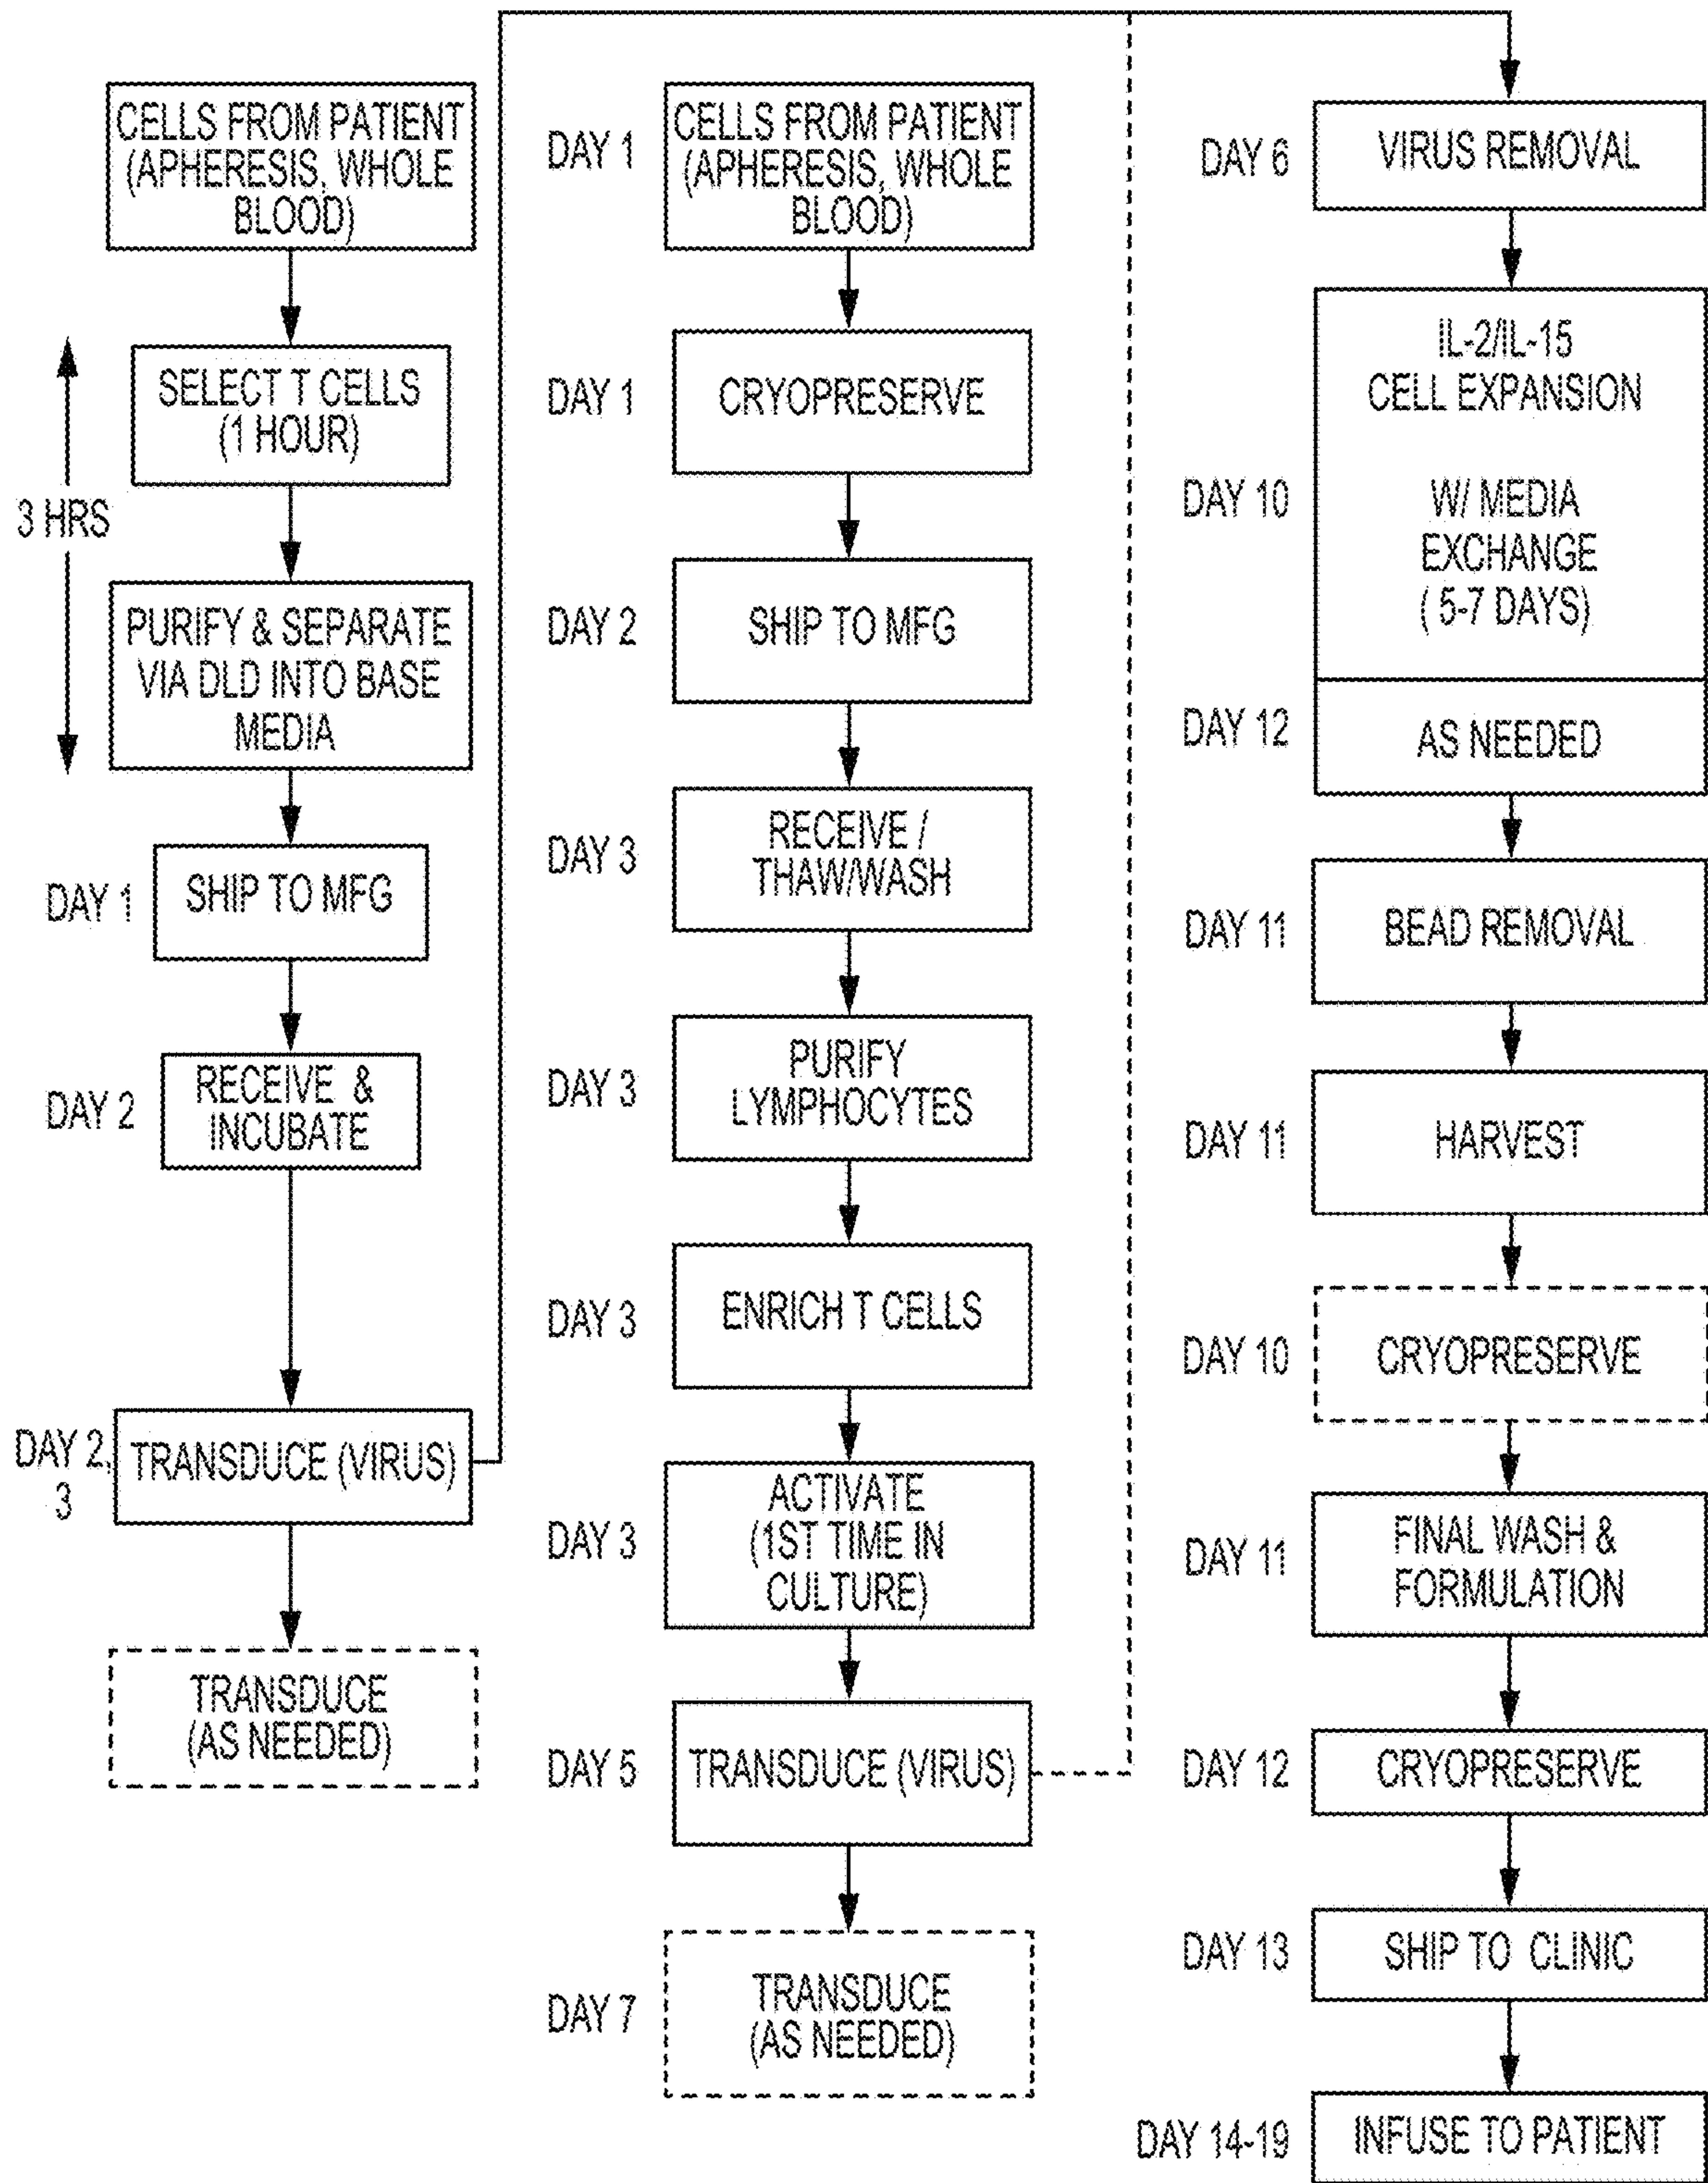 CELLS FROM PATIENT
(APHERESIS, WHOLE
BLOOD)
3 HRS
SELECT T CELLS
(1 HOUR)
PURIFY & SEPARATE
VIA DLD INTO BASE
MEDIA
DAY 1
SHIP TO MFG
DAY 2
RECEIVE &
INCUBATE
DAY 2,
3
TRANSDUCE (VIRUS)
TRANSDUCE
(AS NEEDED)
DAY 1
CELLS FROM PATIENT
(APHERESIS, WHOLE
BLOOD)
DAY 1
CRYOPRESERVE
DAY 2
SHIP TO MFG
DAY 3
RECEIVE /
THAW/WASH
DAY 3
PURIFY
LYMPHOCYTES
DAY 3
ENRICH T CELLS
DAY 3
ACTIVATE
(1ST TIME IN
CULTURE)
DAY 5
TRANSDUCE (VIRUS)
DAY 7
TRANSDUCE
(AS NEEDED)
DAY 6
VIRUS REMOVAL
DAY 10
IL-2/IL-15
CELL EXPANSION
W/ MEDIA
EXCHANGE
( 5-7 DAYS)
DAY 12
AS NEEDED
DAY 11
BEAD REMOVAL
DAY 11
HARVEST
DAY 10
CRYOPRESERVE
DAY 11
FINAL WASH &
FORMULATION
DAY 12
CRYOPRESERVE
DAY 13
SHIP TO CLINIC
DAY 14-19
INFUSE TO PATIENT